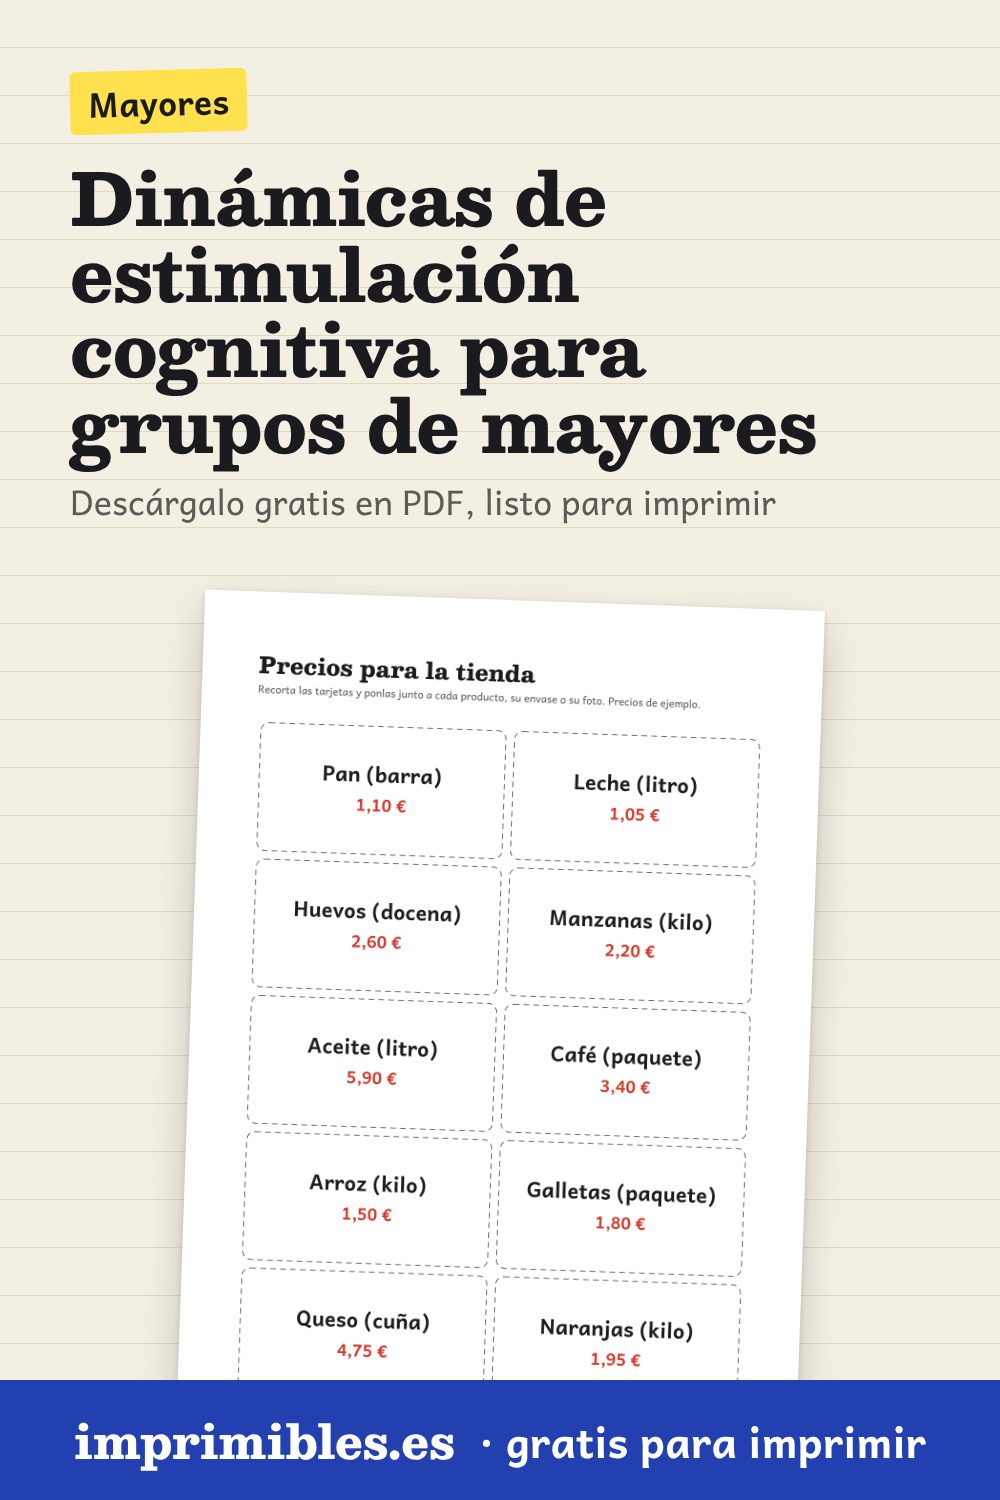 Mayores
Dinámicas de
estimulación
cognitiva para
grupos de mayores
Descárgalo gratis en PDF, listo para imprimir
Precios para la tienda
Recorta las tarjetas y ponlas junto a cada producto, su envase o su foto. Precios de ejemplo.
Pan (barra)
1,10 €
Leche (litro)
1,05 €
Huevos (docena)
2,60 €
Manzanas (kilo)
2,20 €
Aceite (litro)
5,90 €
Café (paquete)
3,40 €
Arroz (kilo)
1,50 €
Galletas (paquete)
1,80 €
Queso (cuña)
4,75 €
Naranjas (kilo)
1,95 €
imprimibles.es · gratis para imprimir